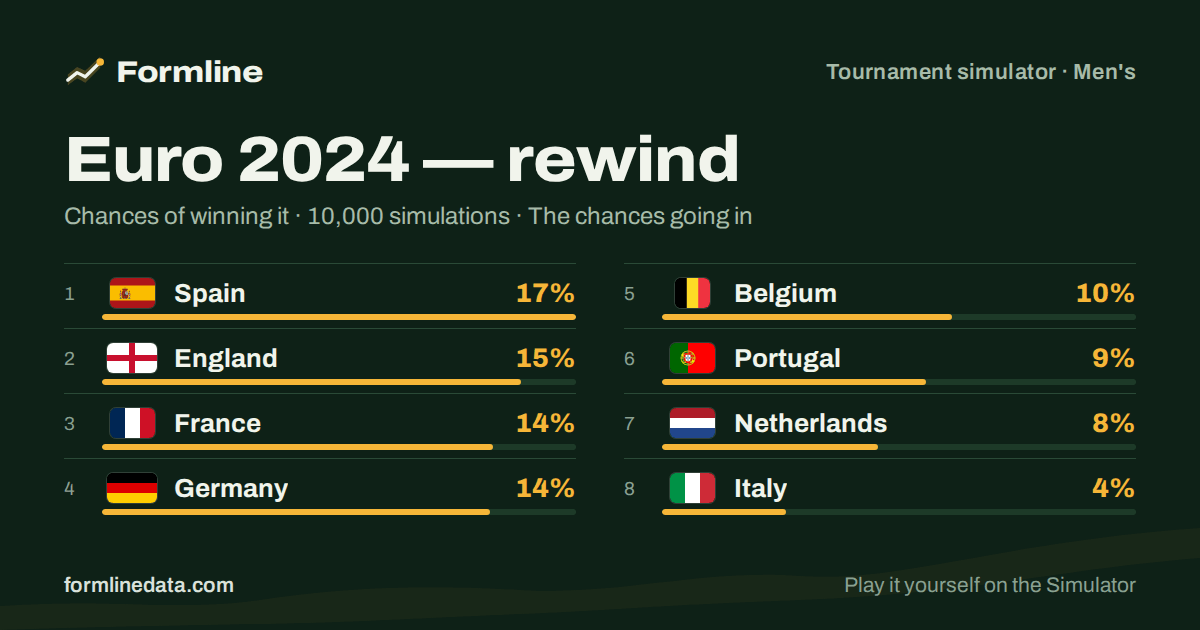 Formline
Tournament simulator · Men's
Euro 2024 — rewind
Chances of winning it · 10,000 simulations · The chances going in
1 Spain 17%
2 England 15%
3 France 14%
4 Germany 14%
5 Belgium 10%
6 Portugal 9%
7 Netherlands 8%
8 Italy 4%
formlinedata.com
Play it yourself on the Simulator